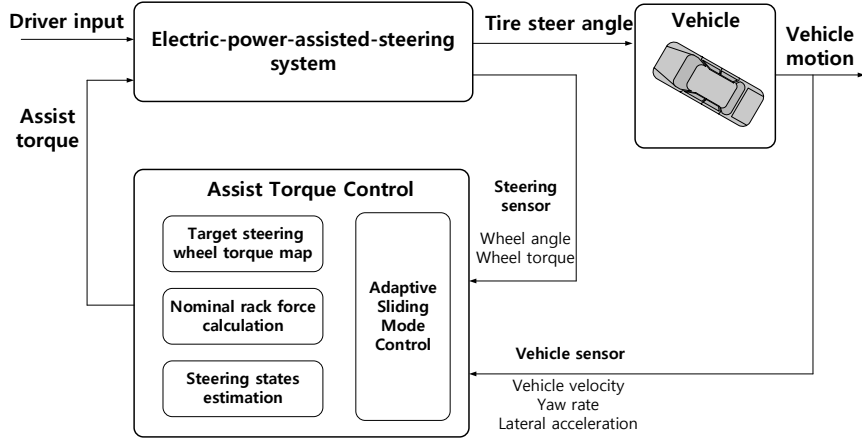 Driver input
Electric-power-assisted-steering
system
Tire steer angle
Vehicle
Vehicle
motion
Assist
torque
Assist Torque Control
Target steering
wheel torque map
Nominal rack force
calculation
Steering states
estimation
Adaptive
Sliding
Mode
Control
Steering
sensor
Wheel angle
Wheel torque
Vehicle sensor
Vehicle velocity
Yaw rate
Lateral acceleration